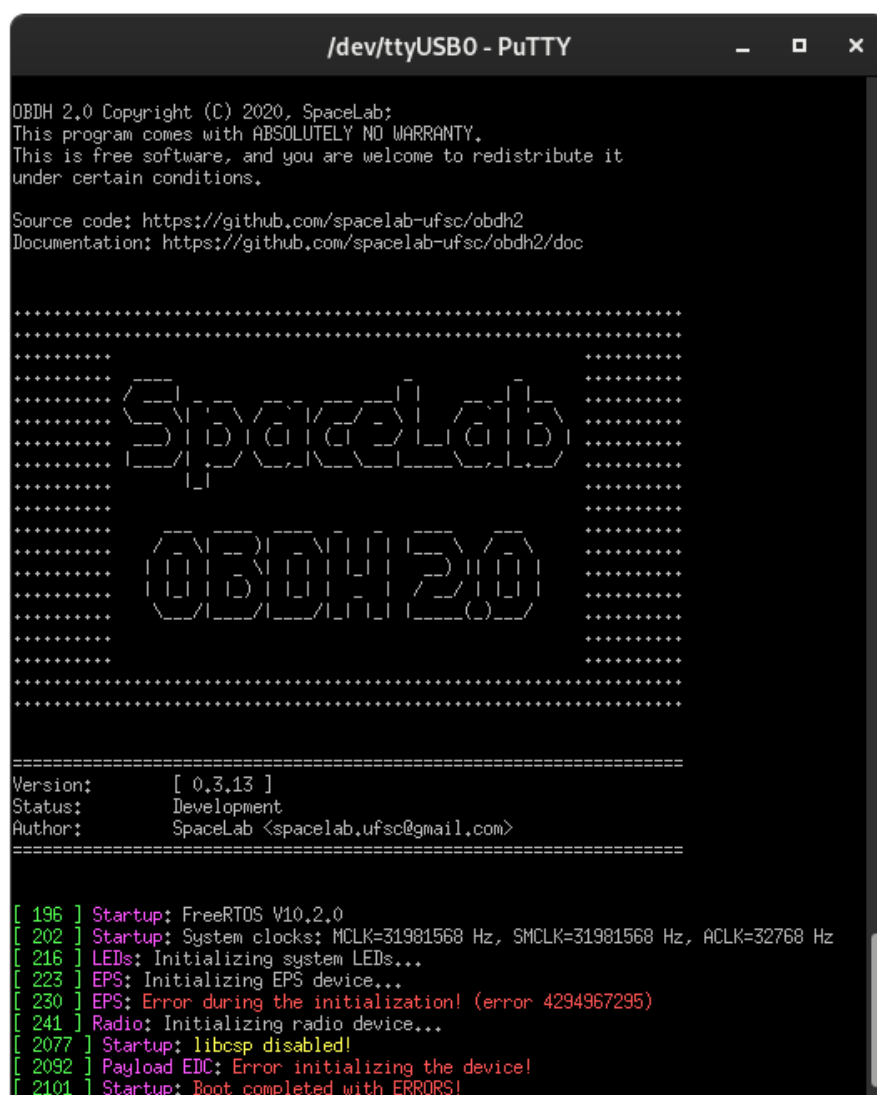 /dev/ttyUSB0 - PuTTY
OBDH 2.0 Copyright (C) 2020, SpaceLab;
This program comes with ABSOLUTELY NO WARRANTY.
This is free software, and you are welcome to redistribute it
under certain conditions.
Source code: https://github.com/spacelab-ufsc/obdh2
Documentation: https://github.com/spacelab-ufsc/obdh2/doc
SpaceLab
OBDH 2.0
Version: [ 0.3.13 ]
Status: Development
Author: SpaceLab <spacelab.ufsc@gmail.com>
[ 196 ] Startup: FreeRTOS V10.2.0
[ 202 ] Startup: System clocks: MCLK=31981568 Hz, SMCLK=31981568 Hz, ACLK=32768 Hz
[ 216 ] LEDs: Initializing system LEDs...
[ 223 ] EPS: Initializing EPS device...
[ 230 ] EPS: Error during the initialization! (error 4294967295)
[ 241 ] Radio: Initializing radio device...
[ 2077 ] Startup: libcsp disabled!
[ 2092 ] Payload EDC: Error initializing the device!
[ 2101 ] Startup: Boot completed with ERRORS!